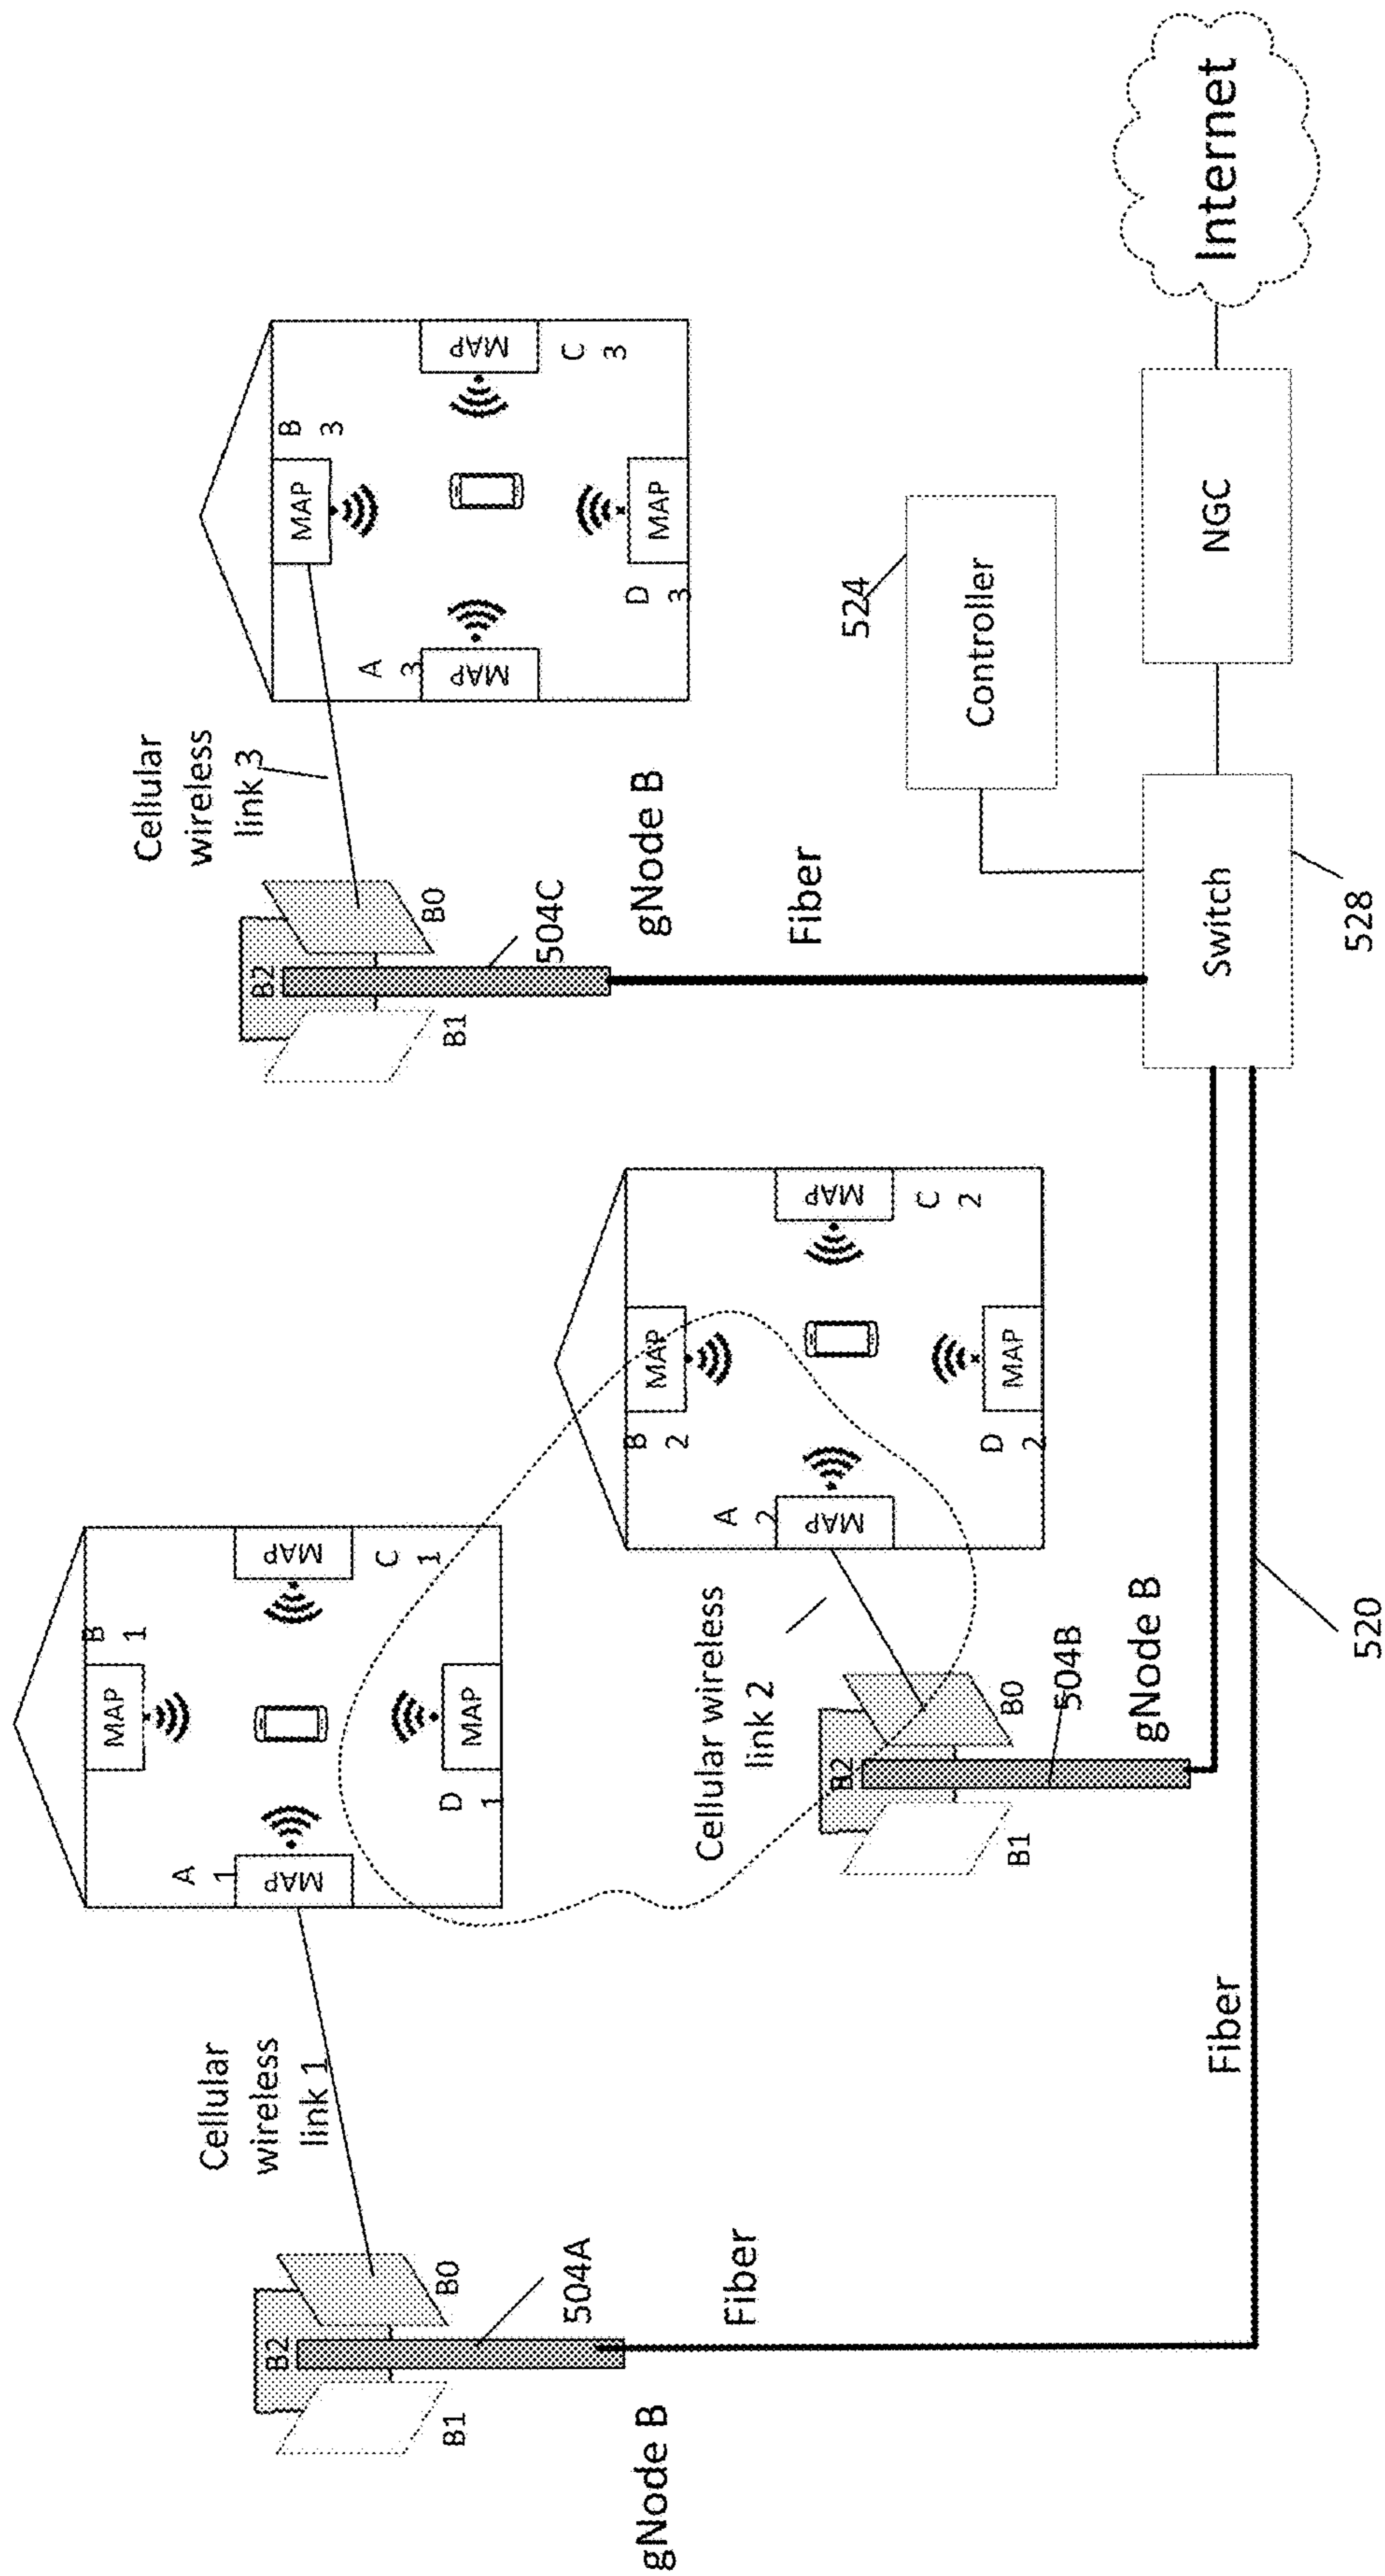 gNode B
B1
B2
B0
504A
Fiber
Cellular
wireless
link 1
A
1
MAP
MAP
B
1
MAP
C
1
D
1
MAP
Cellular wireless
link 2
B1
B2
B0
504B
gNode B
A
2
MAP
B
2
MAP
MAP
C
2
D
2
MAP
B1
B2
B0
504C
gNode B
Fiber
Cellular
wireless
link 3
A
3
MAP
MAP
B
3
MAP
C
3
D
3
MAP
524
Controller
Fiber
520
Switch
528
NGC
Internet